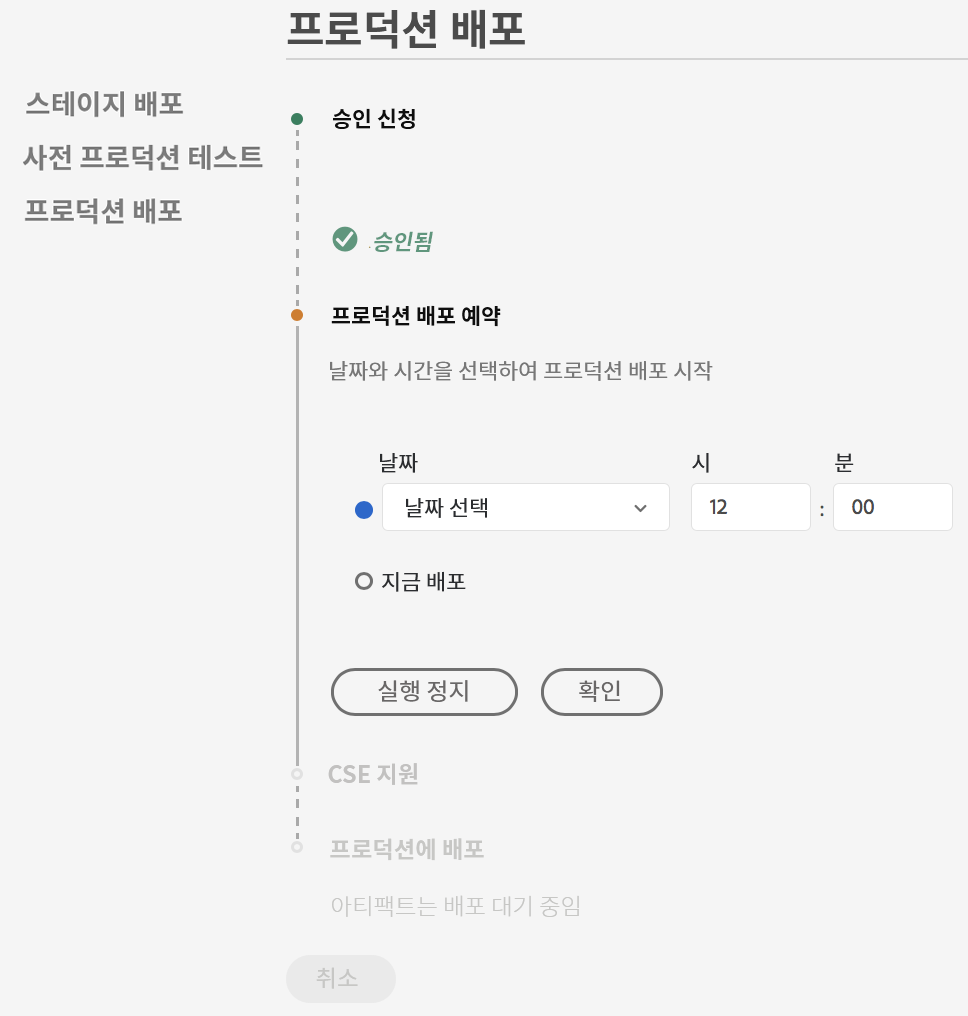 프로덕션 배포
스테이지 배포
사전 프로덕션 테스트
프로덕션 배포
승인 신청
승인됨
프로덕션 배포 예약
날짜와 시간을 선택하여 프로덕션 배포 시작
날짜 시 분
날짜 선택 12 : 00
지금 배포
실행 정지 확인
CSE 지원
프로덕션에 배포
아티팩트는 배포 대기 중임
취소